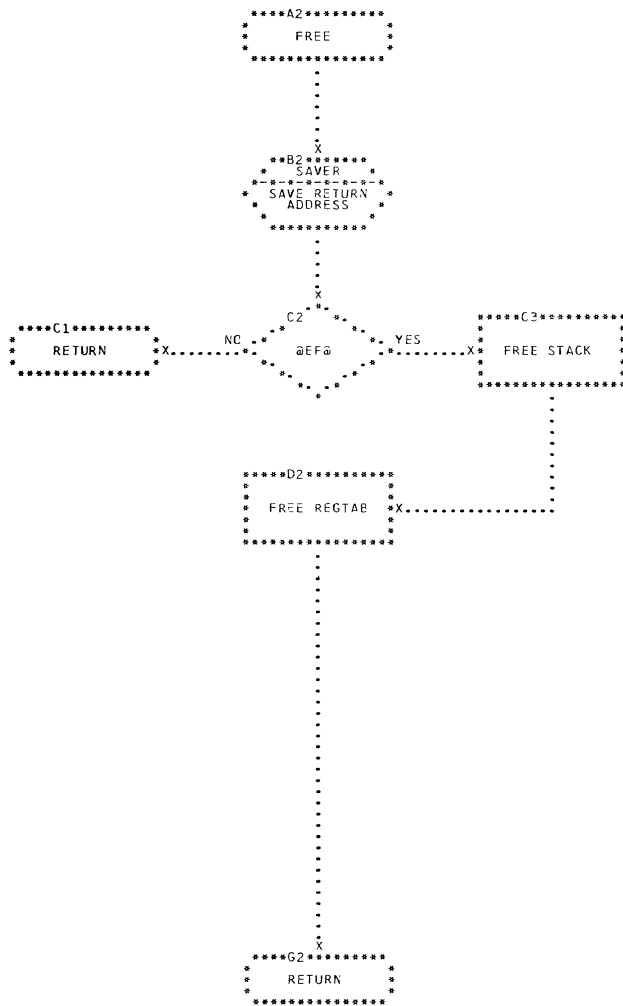 A2
FREE
B2
SAVER
SAVE RETURN
ADDRESS
C2
@EF@
NO
YES
C1
RETURN
C3
FREE STACK
D2
FREE REGTAB
G2
RETURN